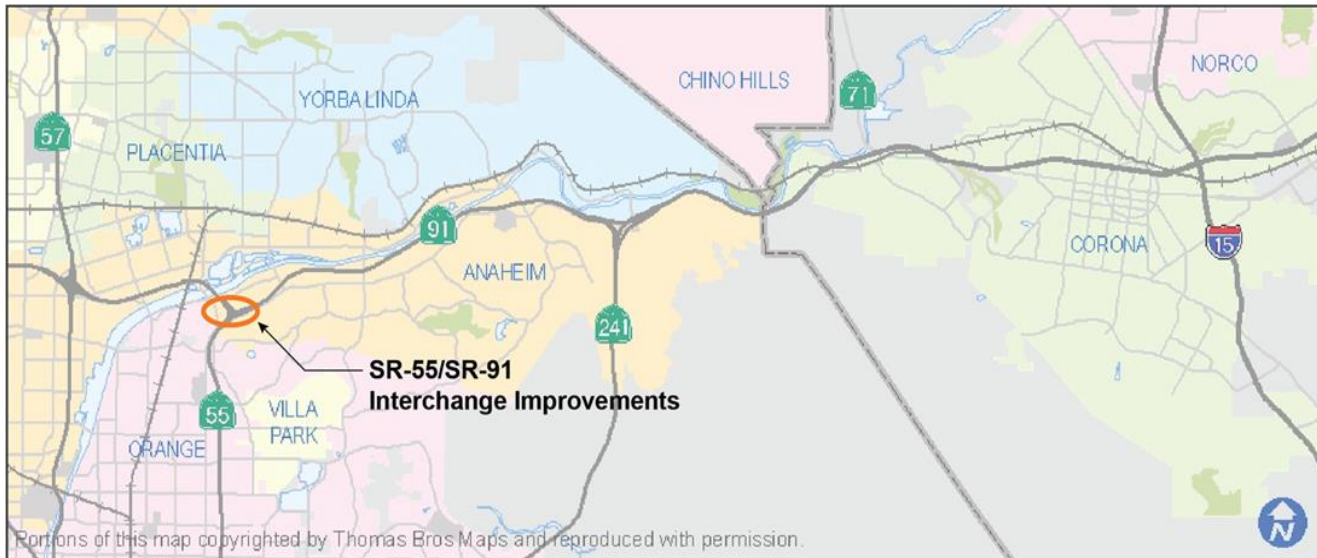 CHINO HILLS
71
NORCO
YORBA LINDA
57
PLACENTIA
91
ANAHEIM
CORONA
15
241
SR-55/SR-91
Interchange Improvements
55
VILLA
PARK
ORANGE
Portions of this map copyrighted by Thomas Bros Maps and reproduced with permission.
N